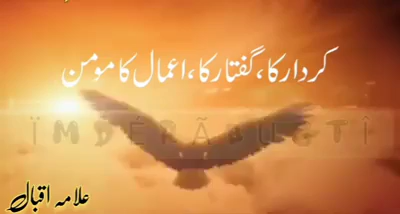 کردار کا، گفتار کا، اعمال کا مومن
علامہ اقبال